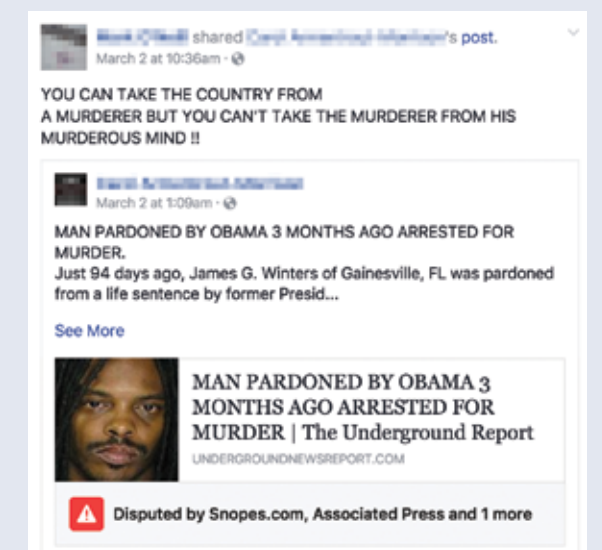 shared 's post.
March 2 at 10:36am ·
YOU CAN TAKE THE COUNTRY FROM
A MURDERER BUT YOU CAN'T TAKE THE MURDERER FROM HIS
MURDEROUS MIND !!
March 2 at 1:09am ·
MAN PARDONED BY OBAMA 3 MONTHS AGO ARRESTED FOR
MURDER.
Just 94 days ago, James G. Winters of Gainesville, FL was pardoned
from a life sentence by former Presid...
See More
MAN PARDONED BY OBAMA 3
MONTHS AGO ARRESTED FOR
MURDER | The Underground Report
UNDERGROUNDNEWSREPORT.COM
Disputed by Snopes.com, Associated Press and 1 more